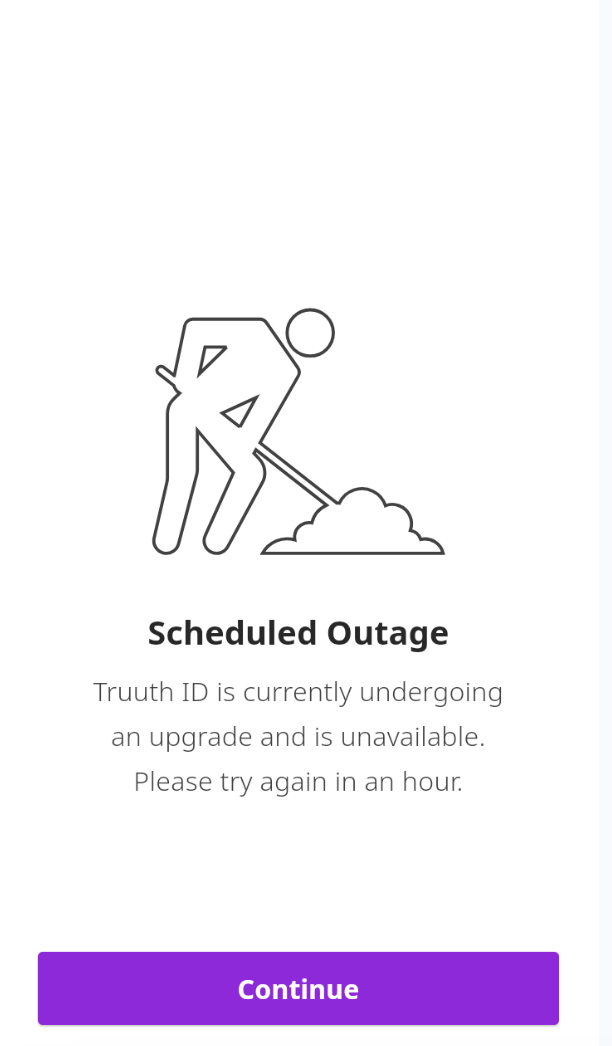 Scheduled Outage
Truuth ID is currently undergoing
an upgrade and is unavailable.
Please try again in an hour.
Continue